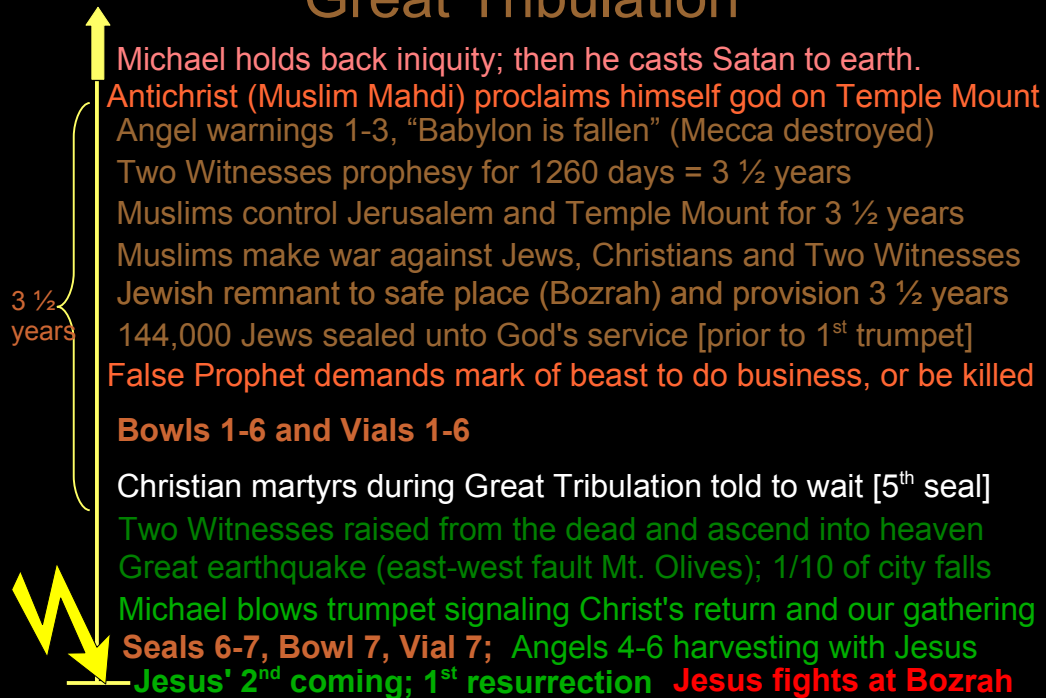 Great Tribulation
Michael holds back iniquity; then he casts Satan to earth.
Antichrist (Muslim Mahdi) proclaims himself god on Temple Mount
Angel warnings 1-3, “Babylon is fallen” (Mecca destroyed)
Two Witnesses prophesy for 1260 days = 3 ½ years
Muslims control Jerusalem and Temple Mount for 3 ½ years
Muslims make war against Jews, Christians and Two Witnesses
Jewish remnant to safe place (Bozrah) and provision 3 ½ years
3 ½
years
144,000 Jews sealed unto God's service [prior to 1st trumpet]
False Prophet demands mark of beast to do business, or be killed
Bowls 1-6 and Vials 1-6
Christian martyrs during Great Tribulation told to wait [5th seal]
Two Witnesses raised from the dead and ascend into heaven
Great earthquake (east-west fault Mt. Olives); 1/10 of city falls
Michael blows trumpet signaling Christ's return and our gathering
Seals 6-7, Bowl 7, Vial 7; Angels 4-6 harvesting with Jesus
Jesus' 2nd coming; 1st resurrection Jesus fights at Bozrah